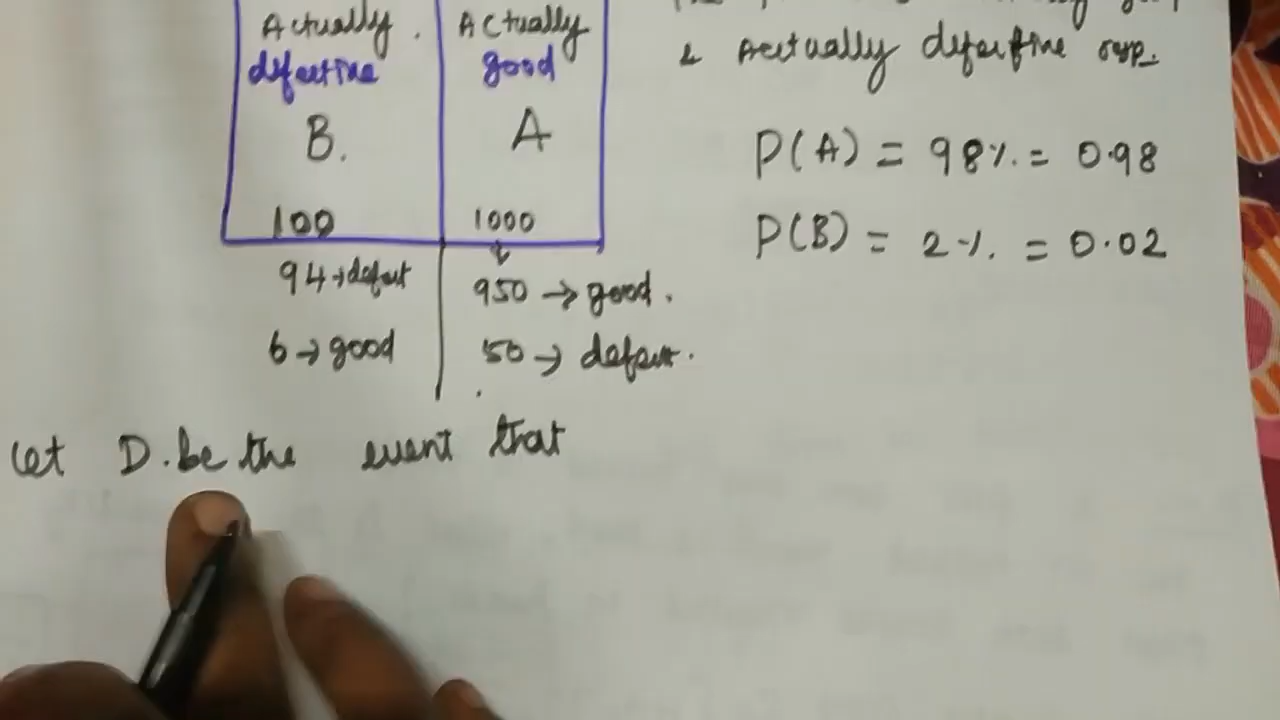 Actually. Actually
defective good
B. A
100 1000
94→defect 950 → good.
6→good 50→ defect.
& Actually defective resp.
P(A) = 98%. = 0.98
P(B) = 2%. = 0.02
Let D.be the event that